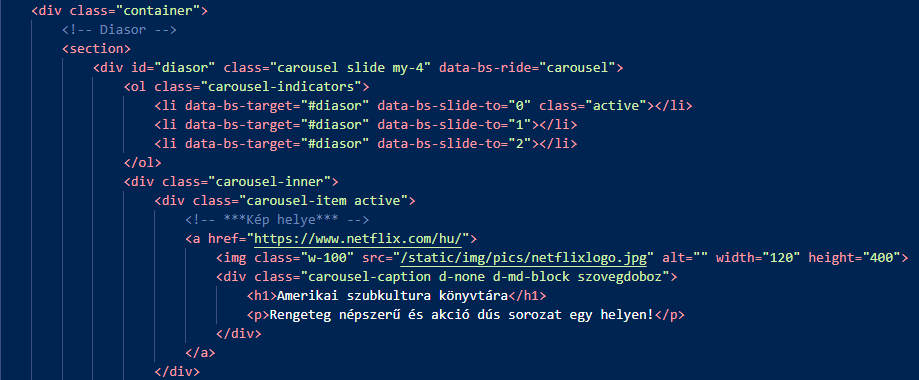 <div class="container">
<!-- Diasor -->
<section>
<div id="diasor" class="carousel slide my-4" data-bs-ride="carousel">
<ol class="carousel-indicators">
<li data-bs-target="#diasor" data-bs-slide-to="0" class="active"></li>
<li data-bs-target="#diasor" data-bs-slide-to="1"></li>
<li data-bs-target="#diasor" data-bs-slide-to="2"></li>
</ol>
<div class="carousel-inner">
<div class="carousel-item active">
<!-- ***Kép helye*** -->
<a href="https://www.netflix.com/hu/">
<img class="w-100" src="/static/img/pics/netflixlogo.jpg" alt="" width="120" height="400">
<div class="carousel-caption d-none d-md-block szovegdoboz">
<h1>Amerikai szubkultura könyvtára</h1>
<p>Rengeteg népszerű és akció dús sorozat egy helyen!</p>
</div>
</a>
</div>